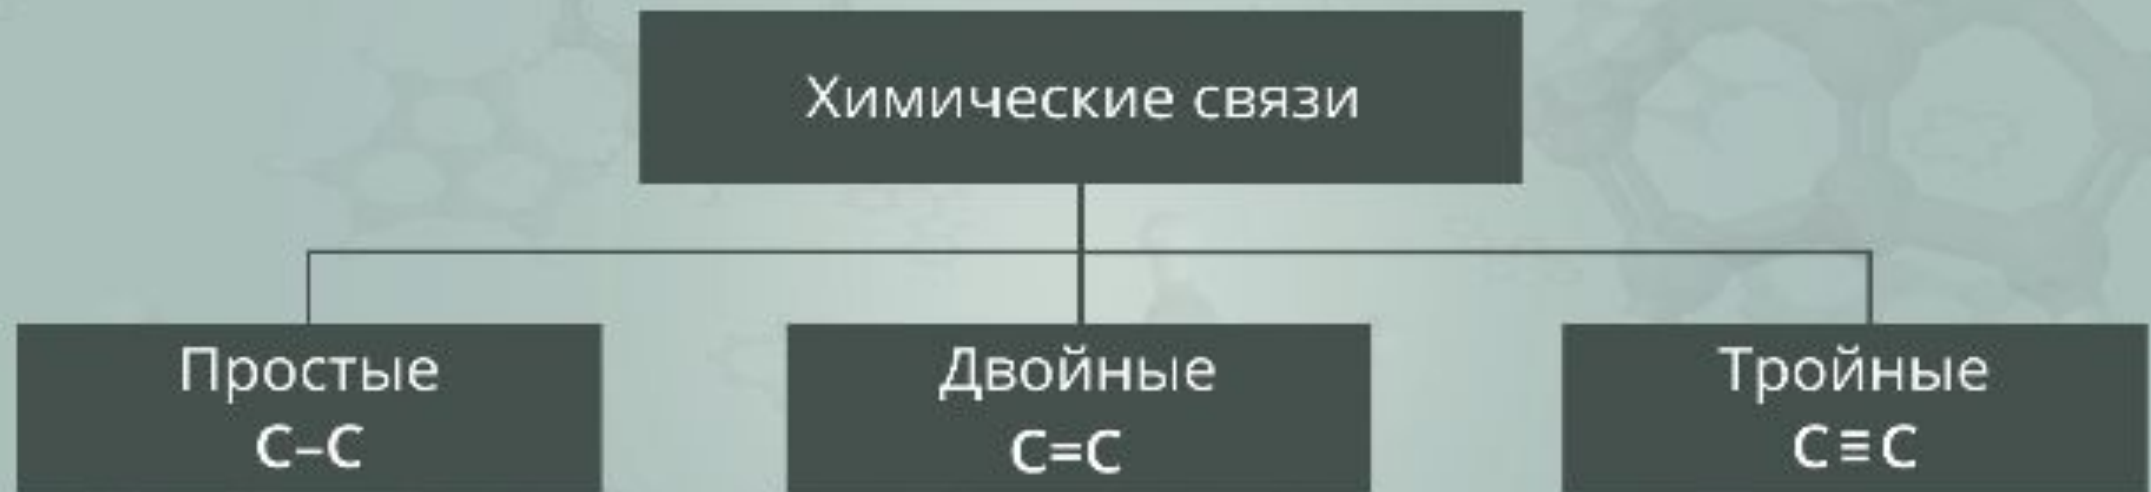 Химические связи
Простые
С–С
Двойные
С=С
Тройные
С≡С